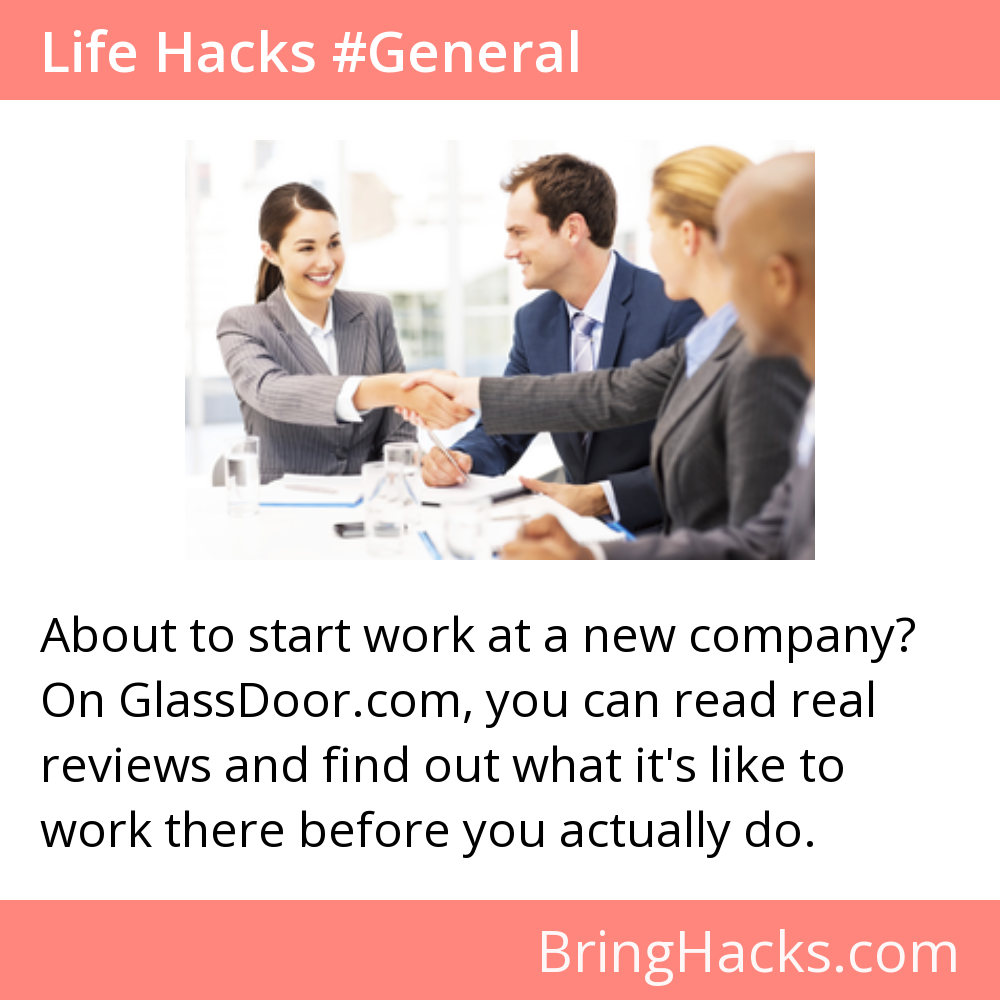 Life Hacks #General
About to start work at a new company?
On GlassDoor.com, you can read real
reviews and find out what it's like to
work there before you actually do.
BringHacks.com